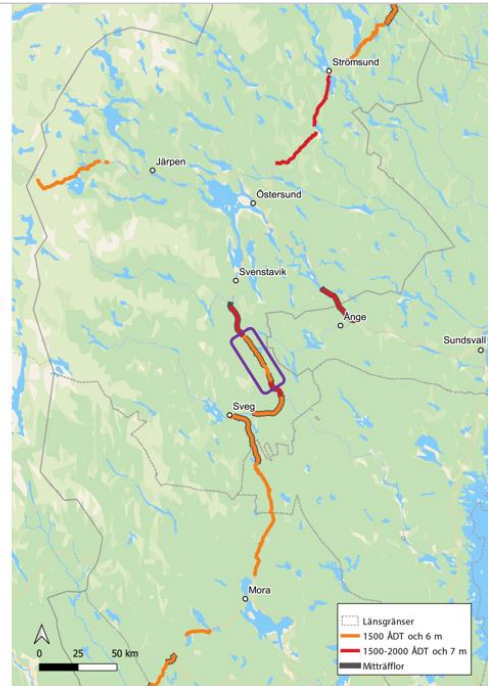 Strömsund
Järpen
Östersund
Svenstavik
Ånge
Sundsvall
Sveg
Mora
Länsgränser
1500 ÅDT och 6 m
1500-2000 ÅDT och 7 m
Mitträfflor
0 25 50 km